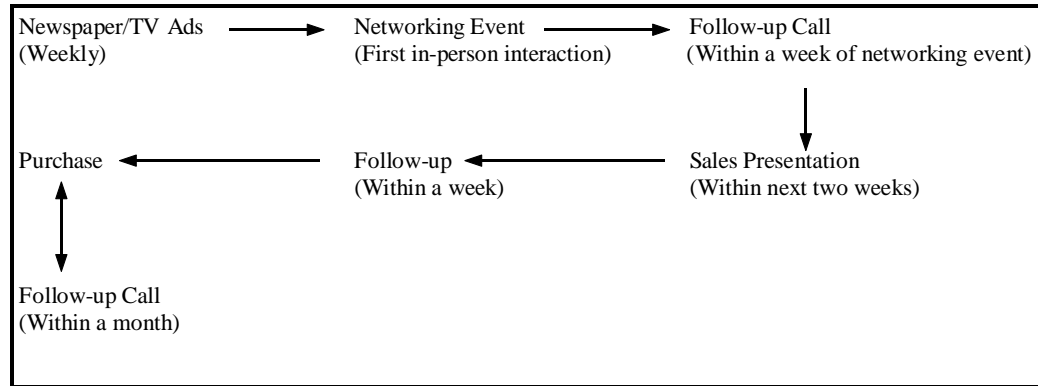 Newspaper/TV Ads
(Weekly)
Networking Event
(First in-person interaction)
Follow-up Call
(Within a week of networking event)
Purchase
Follow-up
(Within a week)
Sales Presentation
(Within next two weeks)
Follow-up Call
(Within a month)